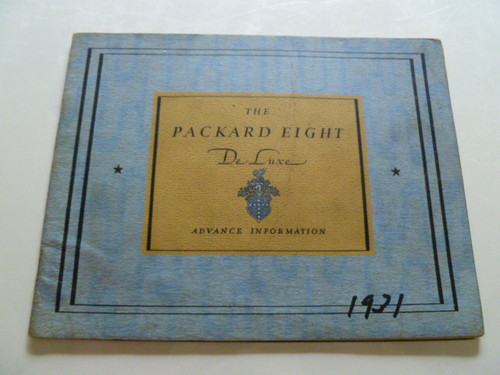 THE
PACKARD EIGHT
De Luxe
ADVANCE INFORMATION
1931